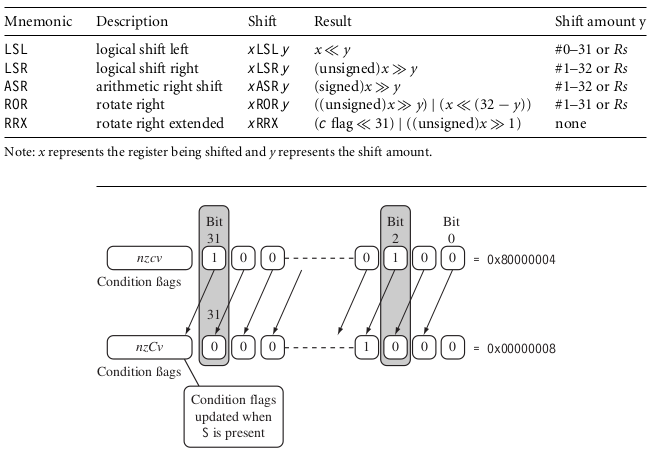 Mnemonic Description Shift Result Shift amount y
LSL logical shift left xLSL y x ≪ y #0–31 or Rs
LSR logical shift right xLSR y (unsigned)x ≫ y #1–32 or Rs
ASR arithmetic right shift xASR y (signed)x ≫ y #1–32 or Rs
ROR rotate right xROR y ((unsigned)x ≫ y) | (x ≪ (32 − y)) #1–31 or Rs
RRX rotate right extended xRRX (c flag ≪ 31) | ((unsigned)x ≫ 1) none
Note: x represents the register being shifted and y represents the shift amount.
Bit Bit Bit
31 2 0
nzcv 1 0 0 0 1 0 0 = 0x80000004
Condition flags
31
nzCv 0 0 0 1 0 0 0 = 0x00000008
Condition flags
Condition flags
updated when
S is present